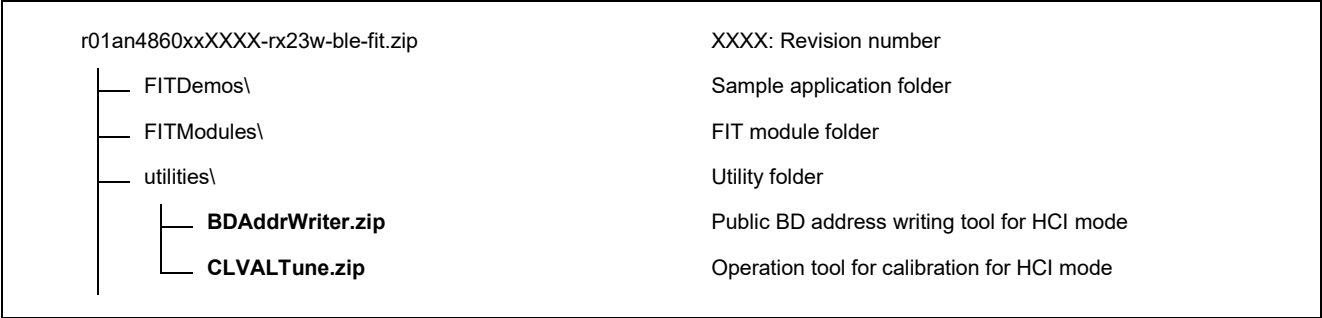 r01an4860xxXXXX-rx23w-ble-fit.zip XXXX: Revision number
FITDemos\ Sample application folder
FITModules\ FIT module folder
utilities\ Utility folder
BDAddrWriter.zip Public BD address writing tool for HCI mode
CLVALTune.zip Operation tool for calibration for HCI mode